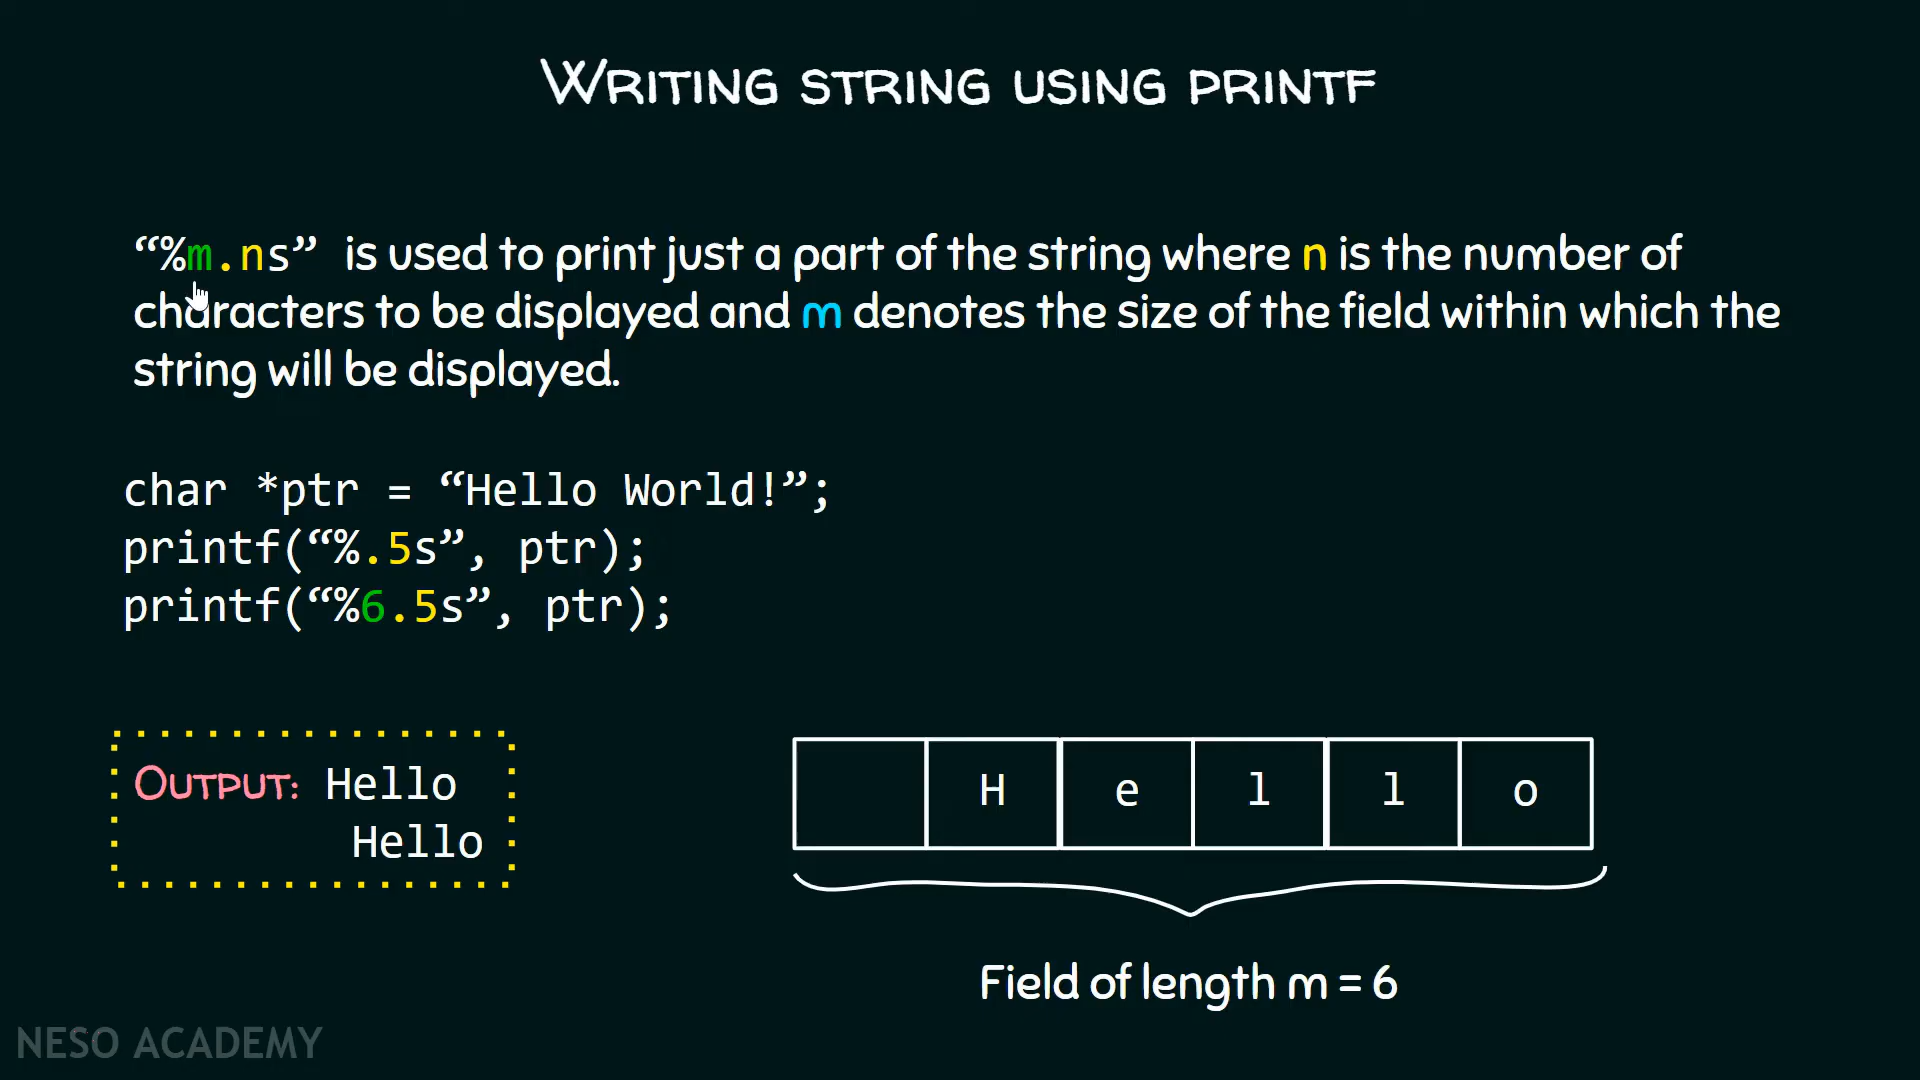 WRITING STRING USING PRINTF
“%m.ns” is used to print just a part of the string where n is the number of
characters to be displayed and m denotes the size of the field within which the
string will be displayed.
char *ptr = “Hello World!”;
printf(“%.5s”, ptr);
printf(“%6.5s”, ptr);
OUTPUT: Hello
Hello
H e l l o
Field of length m = 6
NESO ACADEMY